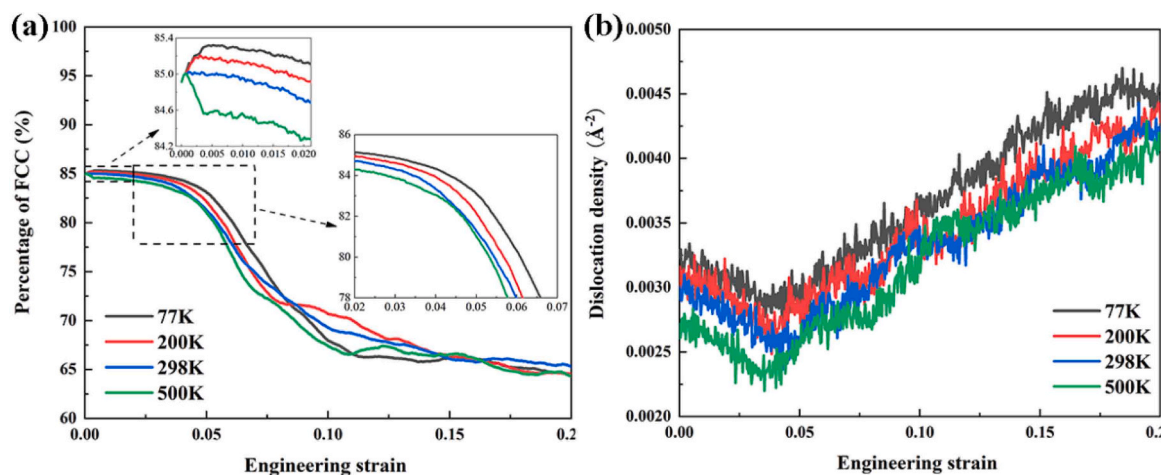 (a)
100
95
90
85
80
75
70
65
60
Percentage of FCC (%)
85.4
85.0
84.6
84.2
0.000 0.005 0.010 0.015 0.020
86
84
82
80
78
0.02 0.03 0.04 0.05 0.06 0.07
77K
200K
298K
500K
0.00 0.05 0.10 0.15 0.2
Engineering strain
(b)
0.0050
0.0045
0.0040
0.0035
0.0030
0.0025
0.0020
Dislocation density (Å⁻²)
77K
200K
298K
500K
0.00 0.05 0.10 0.15 0.2
Engineering strain